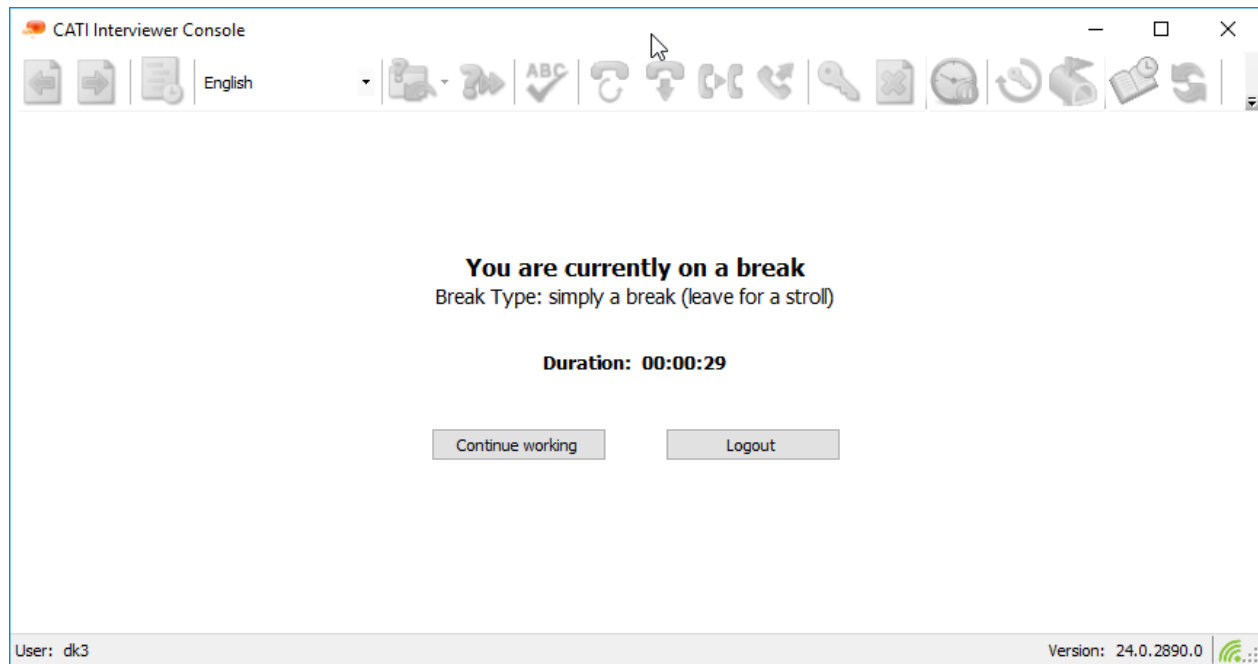 CATI Interviewer Console
English
ABC
You are currently on a break
Break Type: simply a break (leave for a stroll)
Duration: 00:00:29
Continue working
Logout
User: dk3
Version: 24.0.2890.0